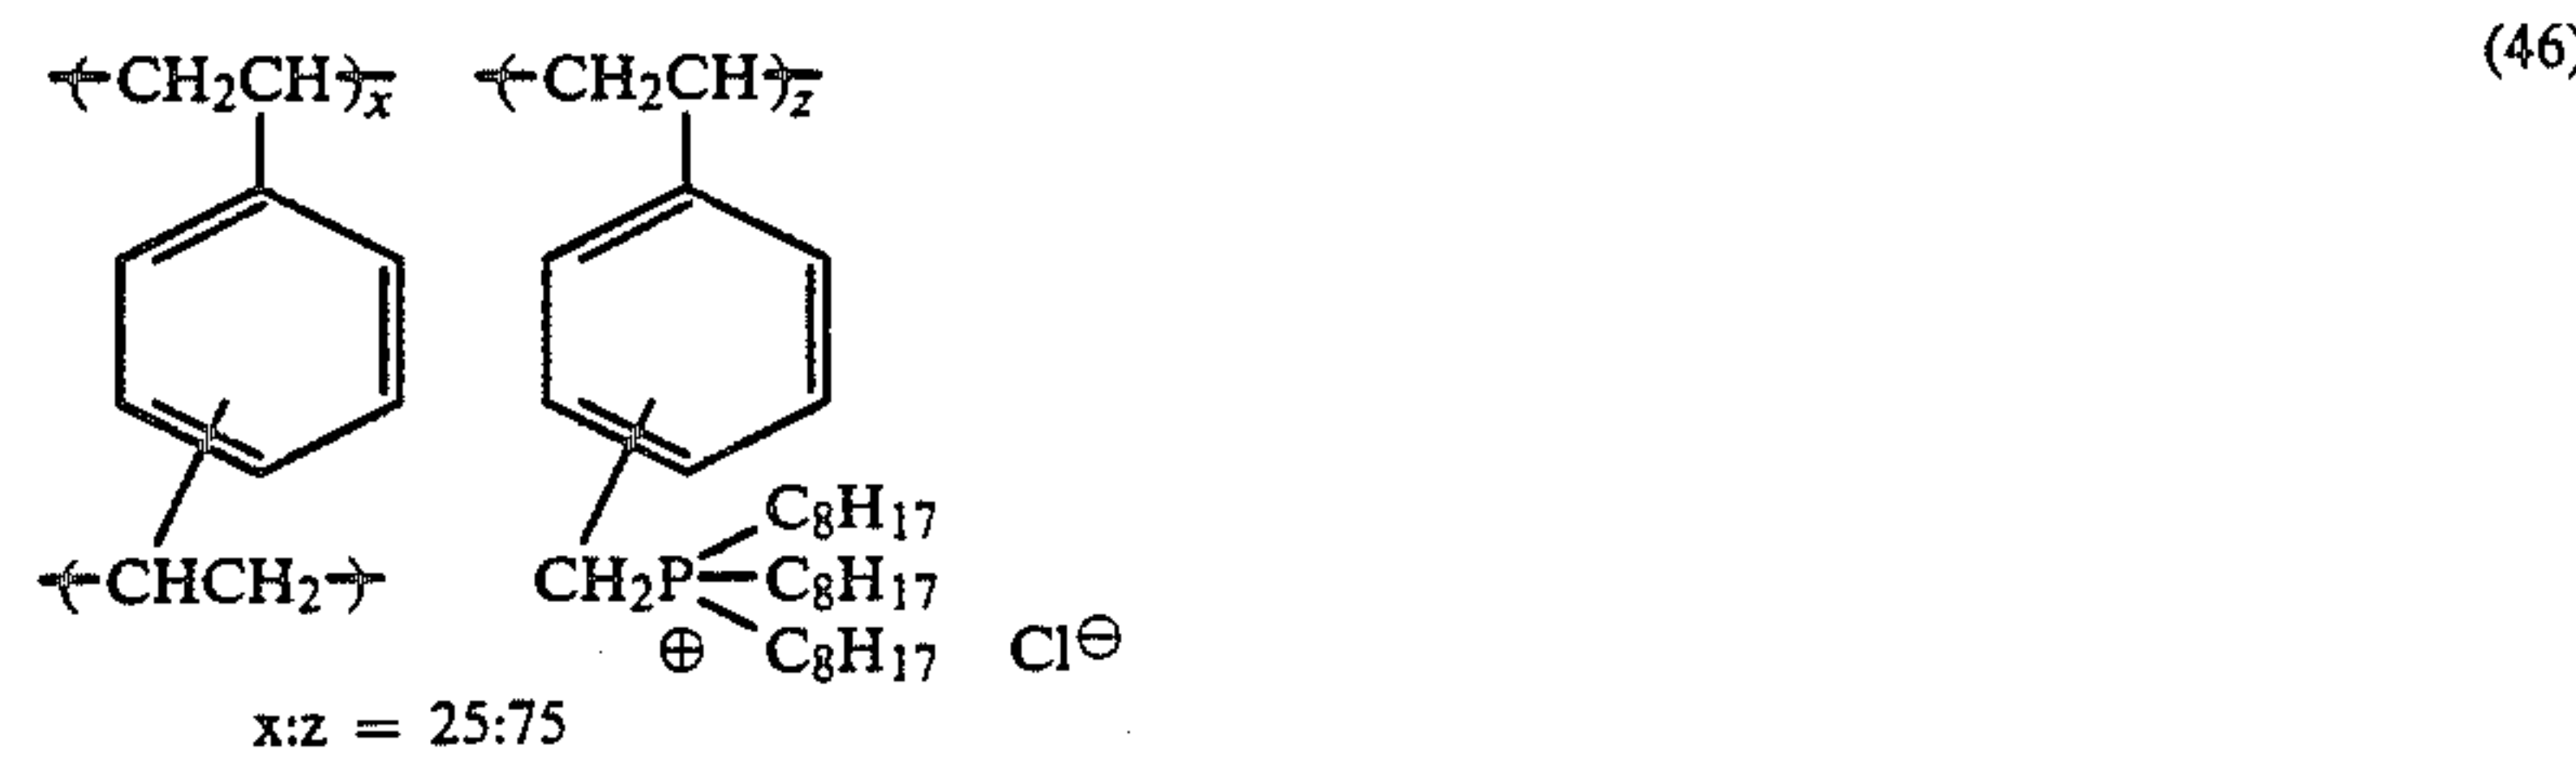 (CH₂CH)x (CH₂CH)z (46)
C₈H₁₇
(CHCH₂) CH₂P C₈H₁₇
⊕ C₈H₁₇ Cl⊖
x:z = 25:75